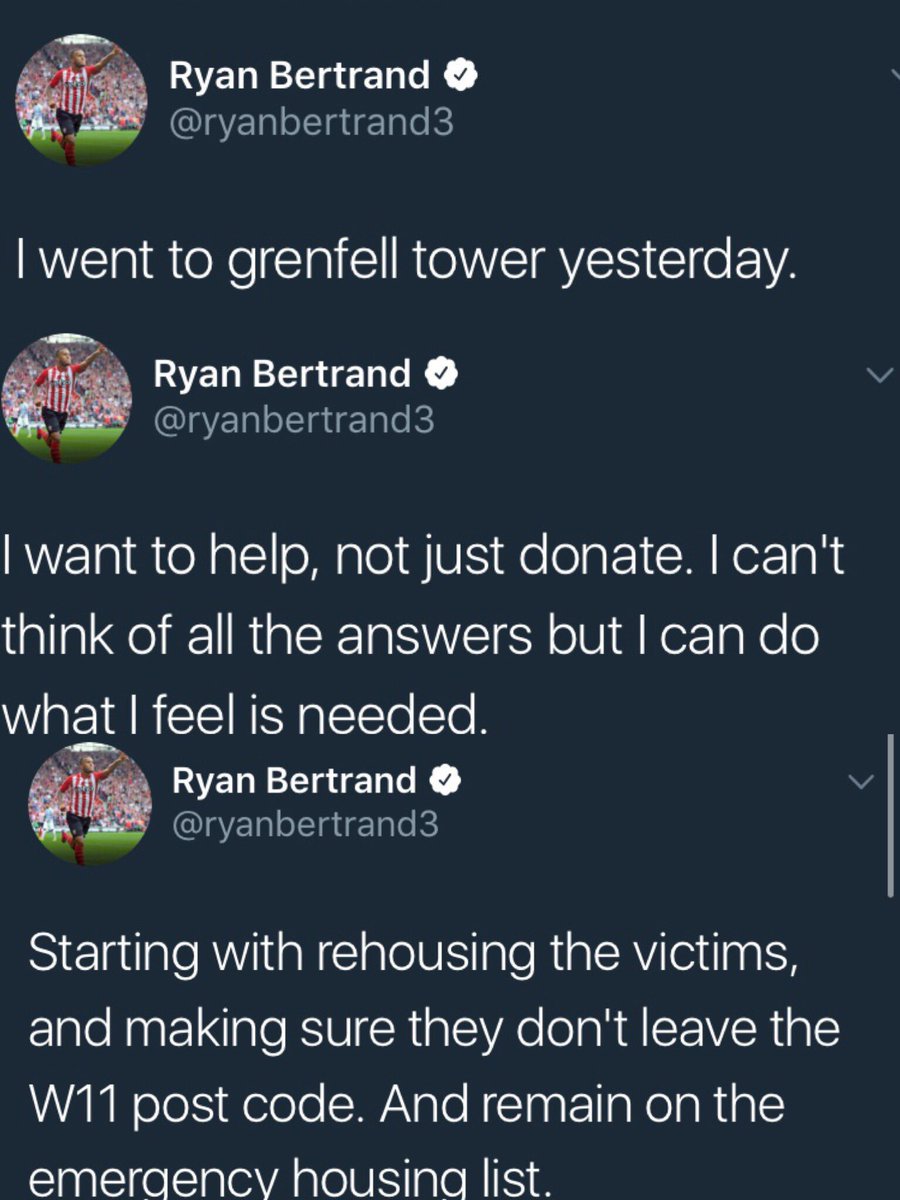 Ryan Bertrand
@ryanbertrand3
I went to grenfell tower yesterday.
Ryan Bertrand
@ryanbertrand3
I want to help, not just donate. I can't
think of all the answers but I can do
what I feel is needed.
Ryan Bertrand
@ryanbertrand3
Starting with rehousing the victims,
and making sure they don't leave the
W11 post code. And remain on the
emergency housing list.